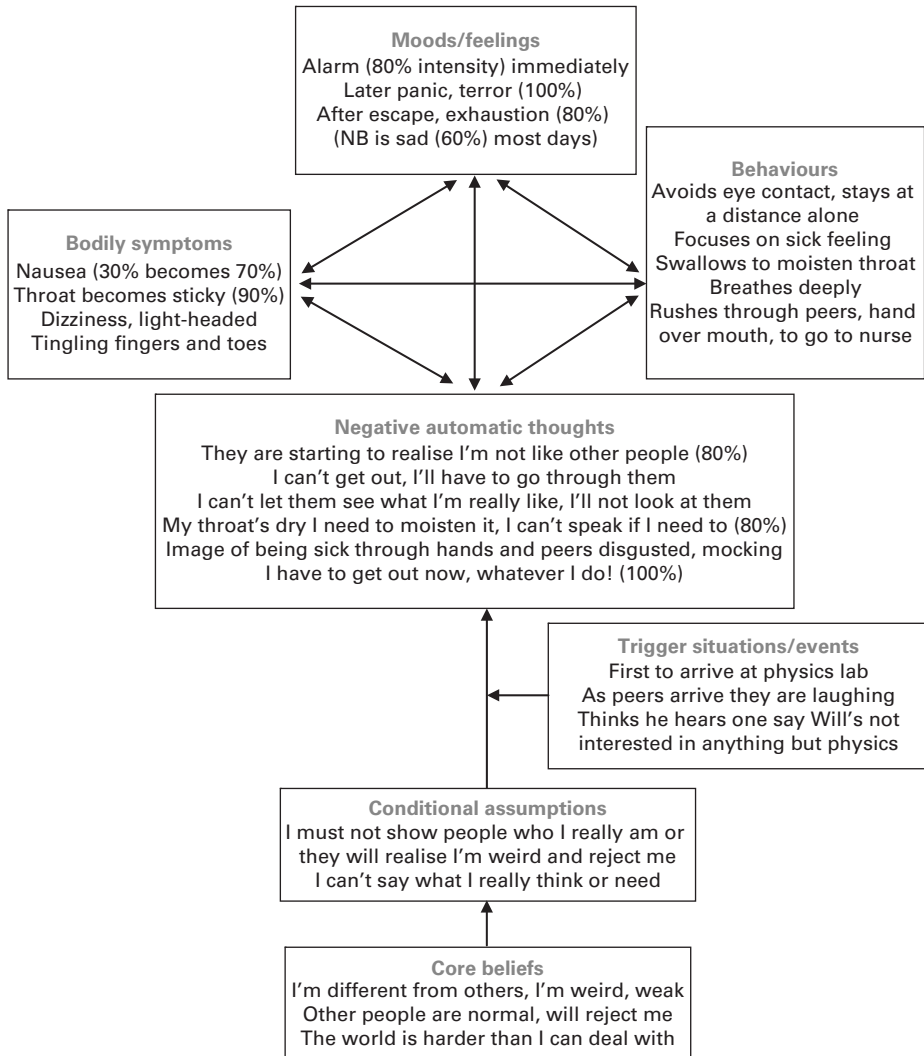 Moods/feelings
Alarm (80% intensity) immediately
Later panic, terror (100%)
After escape, exhaustion (80%)
(NB is sad (60%) most days)
Behaviours
Avoids eye contact, stays at
a distance alone
Focuses on sick feeling
Swallows to moisten throat
Breathes deeply
Rushes through peers, hand
over mouth, to go to nurse
Bodily symptoms
Nausea (30% becomes 70%)
Throat becomes sticky (90%)
Dizziness, light-headed
Tingling fingers and toes
Negative automatic thoughts
They are starting to realise I'm not like other people (80%)
I can't get out, I'll have to go through them
I can't let them see what I'm really like, I'll not look at them
My throat's dry I need to moisten it, I can't speak if I need to (80%)
Image of being sick through hands and peers disgusted, mocking
I have to get out now, whatever I do! (100%)
Trigger situations/events
First to arrive at physics lab
As peers arrive they are laughing
Thinks he hears one say Will's not
interested in anything but physics
Conditional assumptions
I must not show people who I really am or
they will realise I'm weird and reject me
I can't say what I really think or need
Core beliefs
I'm different from others, I'm weird, weak
Other people are normal, will reject me
The world is harder than I can deal with